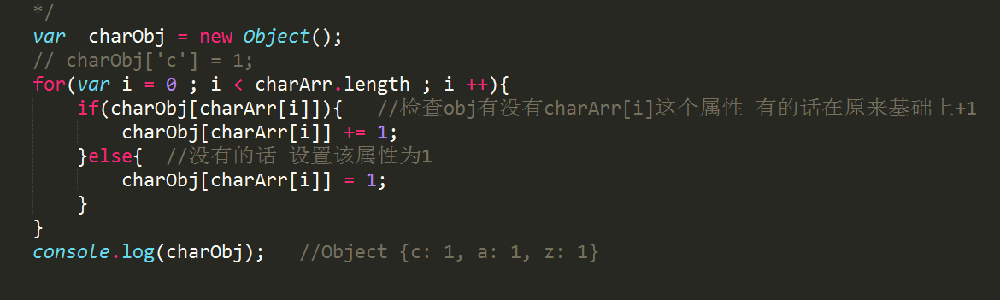 */
var  charObj = new Object();
// charObj['c'] = 1;
for(var i = 0 ; i < charArr.length ; i ++){
    if(charObj[charArr[i]]){   //检查obj有没有charArr[i]这个属性 有的话在原来基础上+1
        charObj[charArr[i]] += 1;
    }else{  //没有的话 设置该属性为1
        charObj[charArr[i]] = 1;
    }
}
console.log(charObj);   //Object {c: 1, a: 1, z: 1}